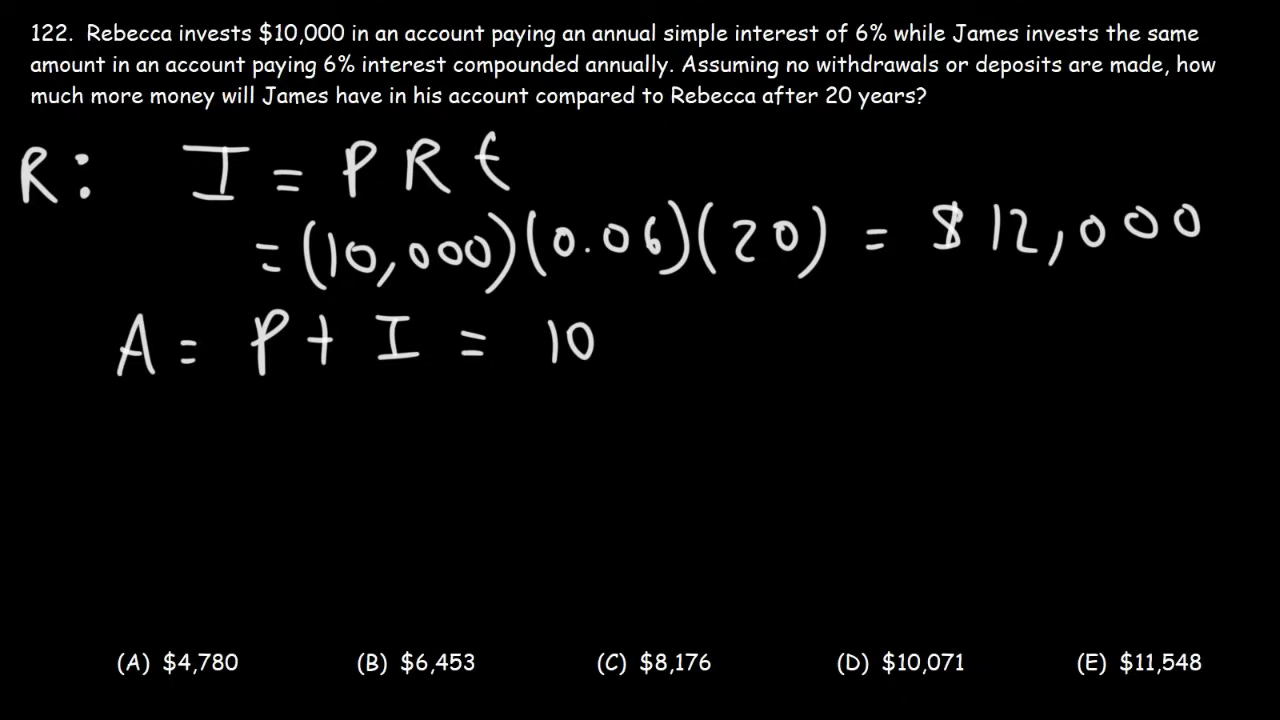 122. Rebecca invests $10,000 in an account paying an annual simple interest of 6% while James invests the same
amount in an account paying 6% interest compounded annually. Assuming no withdrawals or deposits are made, how
much more money will James have in his account compared to Rebecca after 20 years?
R: I = P R t
= (10,000)(0.06)(20) = $12,000
A = P + I = 10
(A) $4,780 (B) $6,453 (C) $8,176 (D) $10,071 (E) $11,548